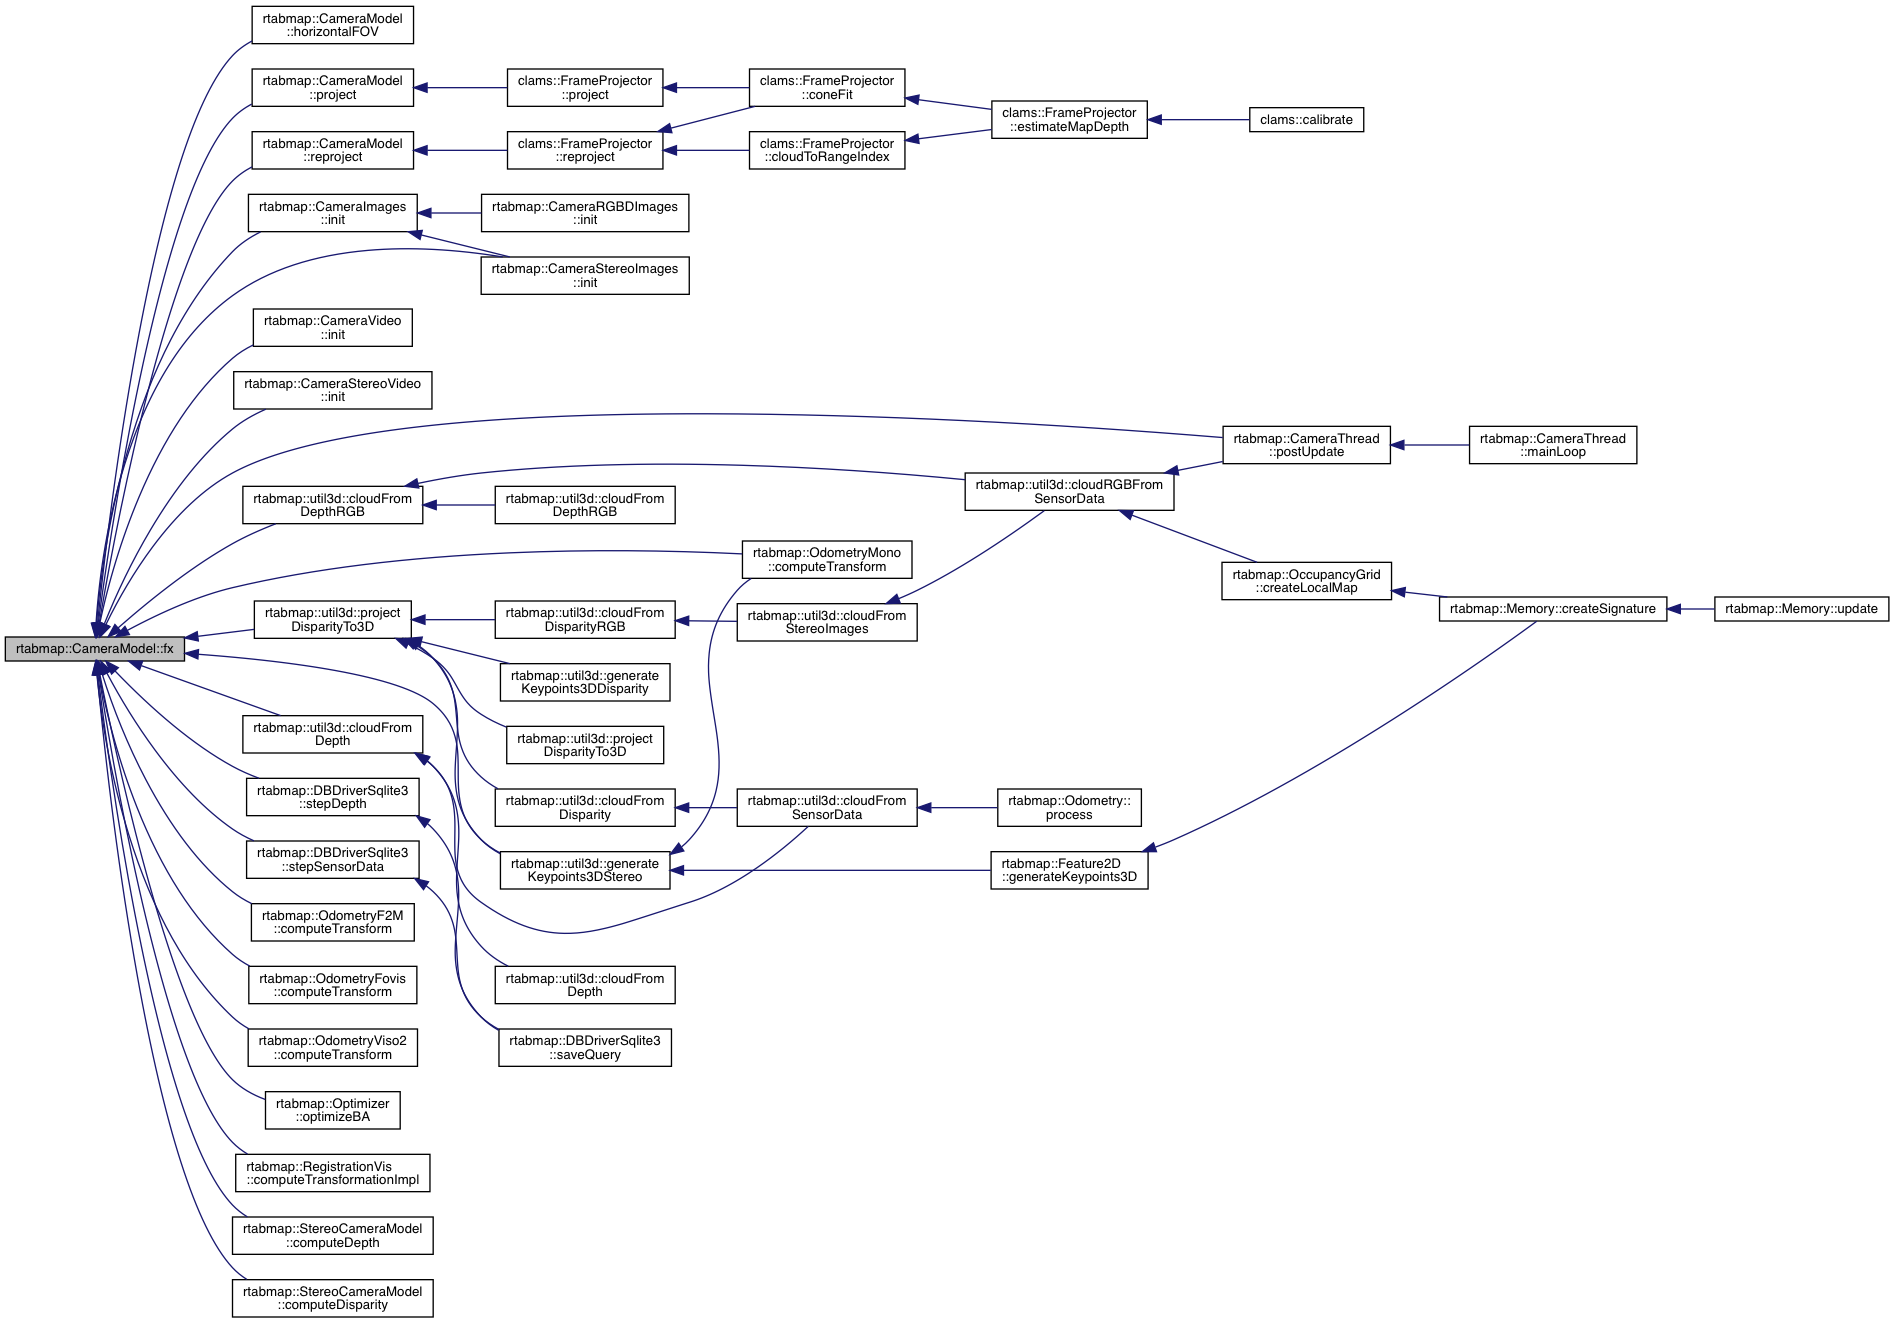 rtabmap::CameraModel
::horizontalFOV
rtabmap::CameraModel
::project
clams::FrameProjector
::project
clams::FrameProjector
::coneFit
clams::FrameProjector
::estimateMapDepth
clams::calibrate
rtabmap::CameraModel
::reproject
clams::FrameProjector
::reproject
clams::FrameProjector
::cloudToRangeIndex
rtabmap::CameraImages
::init
rtabmap::CameraRGBDImages
::init
rtabmap::CameraStereoImages
::init
rtabmap::CameraVideo
::init
rtabmap::CameraStereoVideo
::init
rtabmap::CameraThread
::postUpdate
rtabmap::CameraThread
::mainLoop
rtabmap::util3d::cloudFrom
DepthRGB
rtabmap::util3d::cloudFrom
DepthRGB
rtabmap::util3d::cloudRGBFrom
SensorData
rtabmap::OdometryMono
::computeTransform
rtabmap::OccupancyGrid
::createLocalMap
rtabmap::Memory::createSignature
rtabmap::Memory::update
rtabmap::util3d::project
DisparityTo3D
rtabmap::util3d::cloudFrom
DisparityRGB
rtabmap::util3d::cloudFrom
StereoImages
rtabmap::CameraModel::fx
rtabmap::util3d::generate
Keypoints3DDisparity
rtabmap::util3d::cloudFrom
Depth
rtabmap::util3d::project
DisparityTo3D
rtabmap::DBDriverSqlite3
::stepDepth
rtabmap::util3d::cloudFrom
Disparity
rtabmap::util3d::cloudFrom
SensorData
rtabmap::Odometry::
process
rtabmap::DBDriverSqlite3
::stepSensorData
rtabmap::util3d::generate
Keypoints3DStereo
rtabmap::Feature2D
::generateKeypoints3D
rtabmap::OdometryF2M
::computeTransform
rtabmap::OdometryFovis
::computeTransform
rtabmap::util3d::cloudFrom
Depth
rtabmap::OdometryViso2
::computeTransform
rtabmap::DBDriverSqlite3
::saveQuery
rtabmap::Optimizer
::optimizeBA
rtabmap::RegistrationVis
::computeTransformationImpl
rtabmap::StereoCameraModel
::computeDepth
rtabmap::StereoCameraModel
::computeDisparity